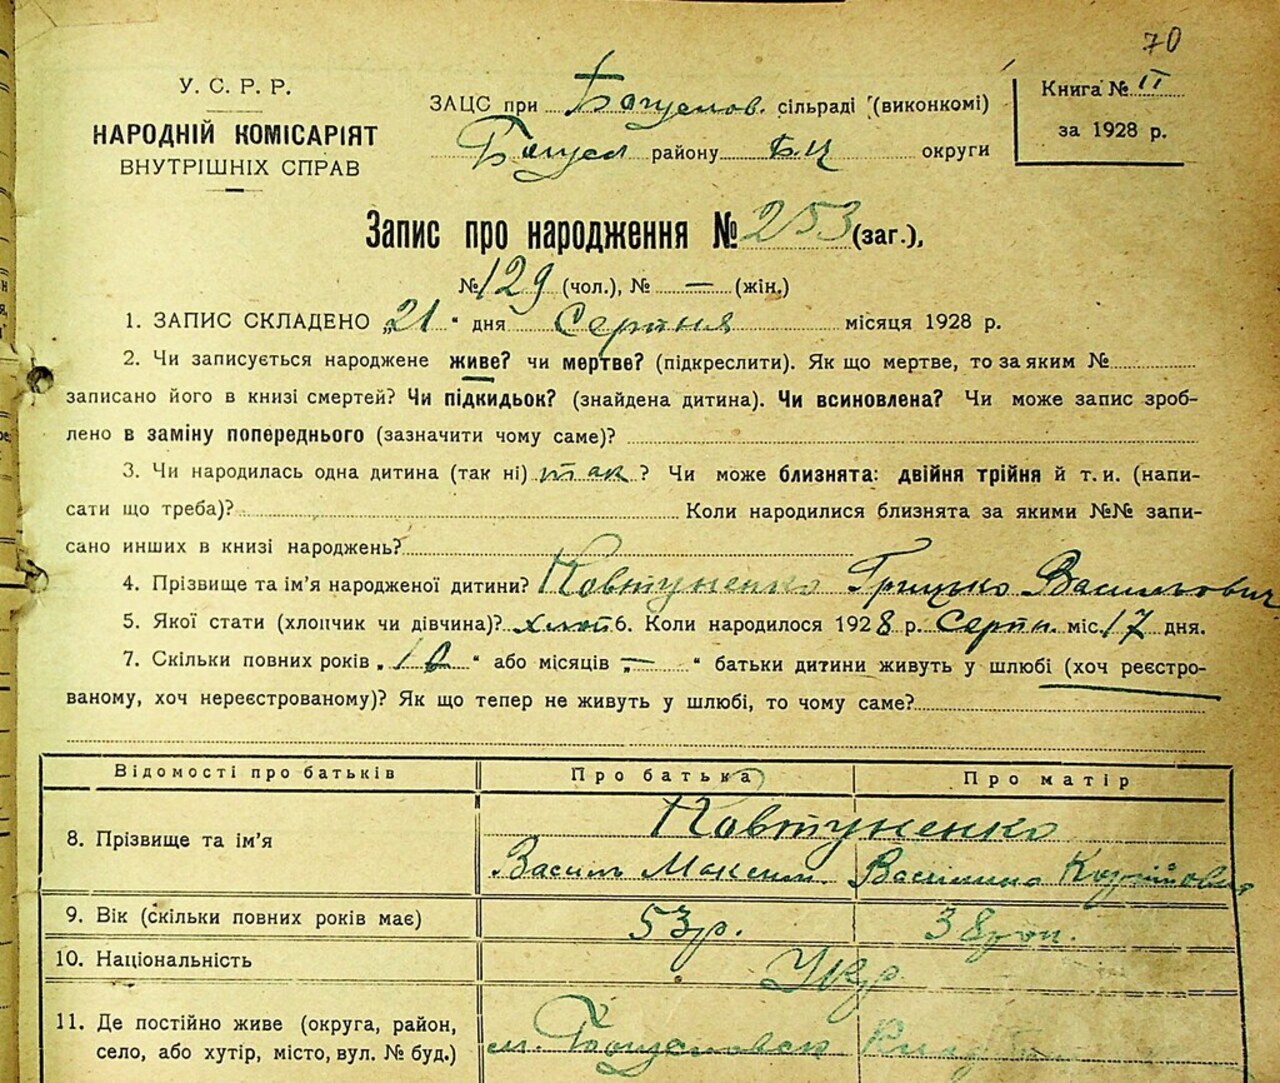 70
У. С. Р. Р.
НАРОДНІЙ КОМІСАРІЯТ
ВНУТРІШНІХ СПРАВ
ЗАЦС при Богуслов. сільраді (виконкомі)
Богусл району Б.Ц. округи
Книга № II
за 1928 р.
Запис про народження № 253 (заг.),
№ 129 (чол.), № — (жін.)
1. ЗАПИС СКЛАДЕНО „21" дня Серпня місяця 1928 р.
2. Чи записується народжене живе? чи мертве? (підкреслити). Як що мертве, то за яким №
записано його в книзі смертей? Чи підкидьок? (знайдена дитина). Чи всиновлена? Чи може запис зроб-
лено в заміну попереднього (зазначити чому саме)?
3. Чи народилась одна дитина (так ні) так? Чи може близнята: двійня трійня й т. и. (напи-
сати що треба)? Коли народилися близнята за якими №№ запи-
сано инших в книзі народжень?
4. Прізвище та ім'я народженої дитини? Ковтуненко Грицько Васильович
5. Якої стати (хлопчик чи дівчина)? хлоп 6. Коли народилося 1928 р. Серпн. міс. 17 дня.
7. Скільки повних років „10" або місяців „—" батьки дитини живуть у шлюбі (хоч реєстро-
ваному, хоч нереєстрованому)? Як що тепер не живуть у шлюбі, то чому саме?
Відомості про батьків Про батька Про матір
8. Прізвище та ім'я Ковтуненко
Василь Максим. Василина
9. Вік (скільки повних років має) 53 р. 38 рок.
10. Національність Укр.
11. Де постійно живе (округа, район,
село, або хутір, місто, вул. № буд.) м.